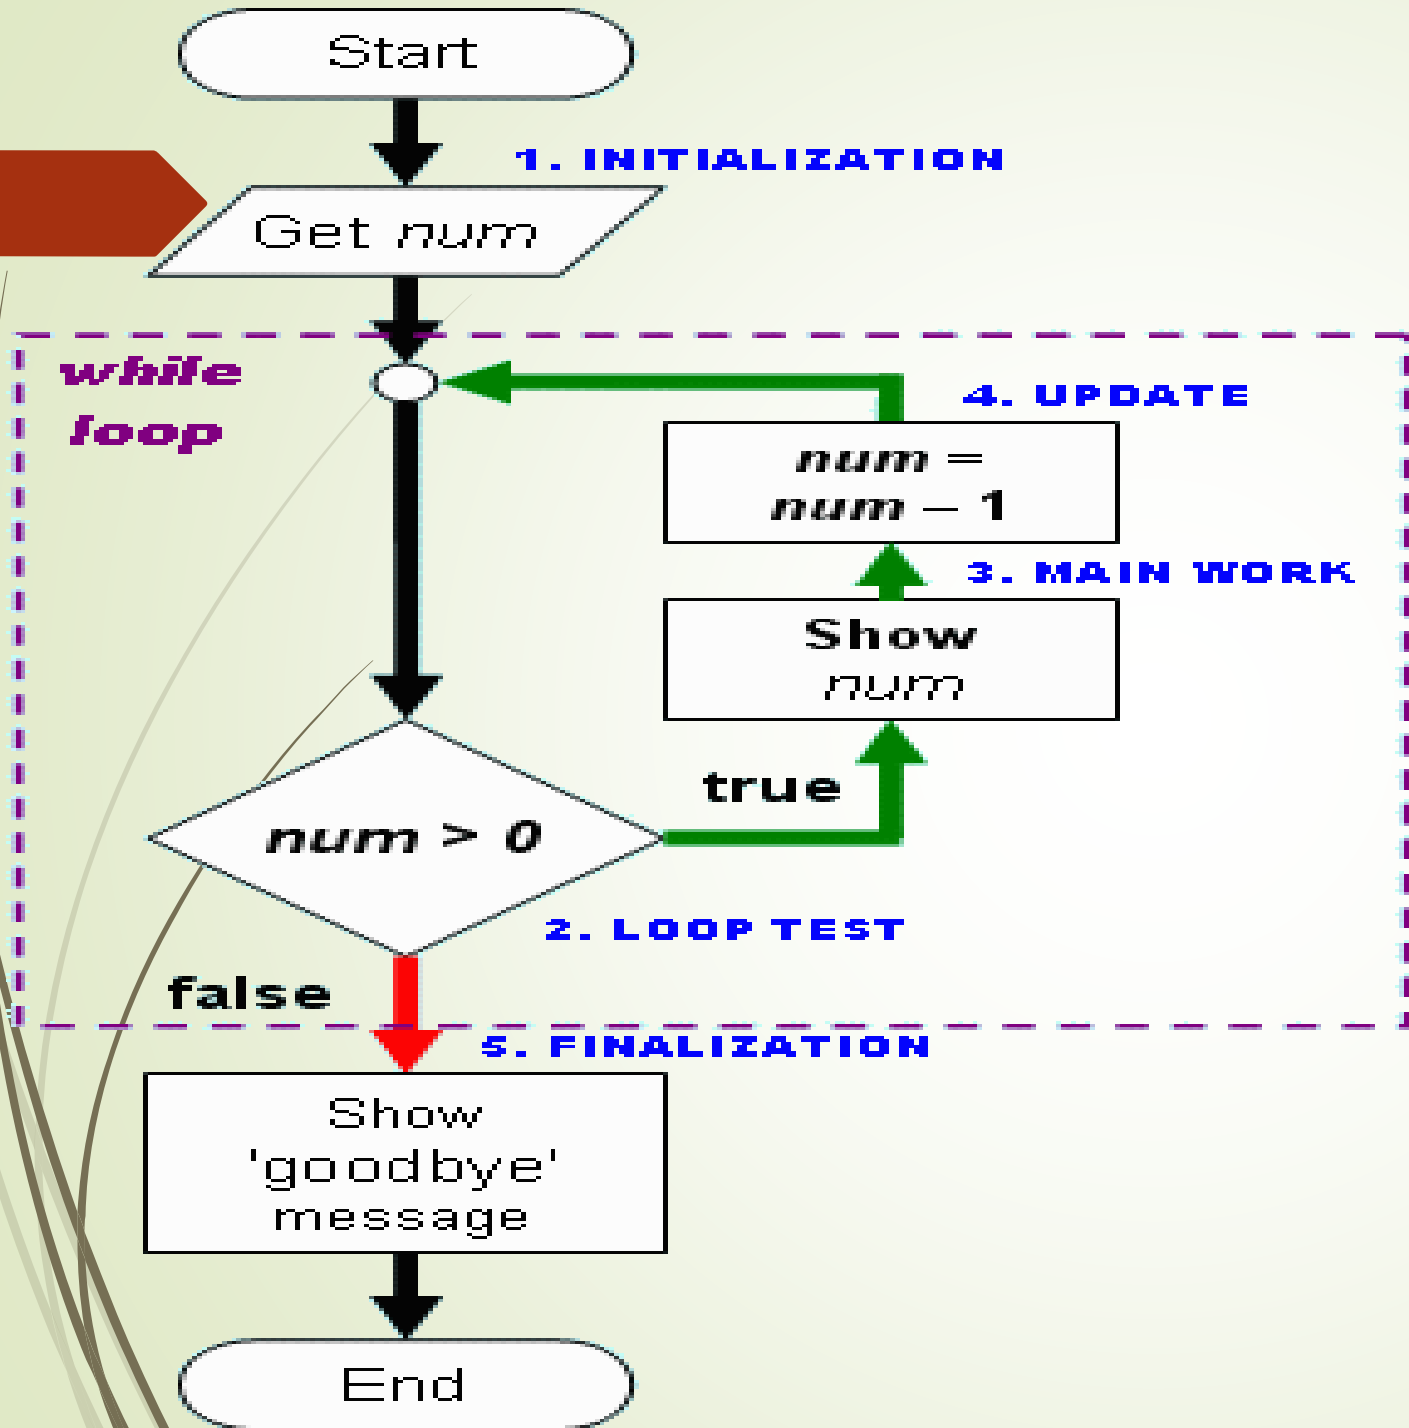 Start
1. INITIALIZATION
Get num
while
loop
4. UPDATE
num =
num – 1
3. MAIN WORK
Show
num
true
num > 0
2. LOOP TEST
false
5. FINALIZATION
Show
'goodbye'
message
End